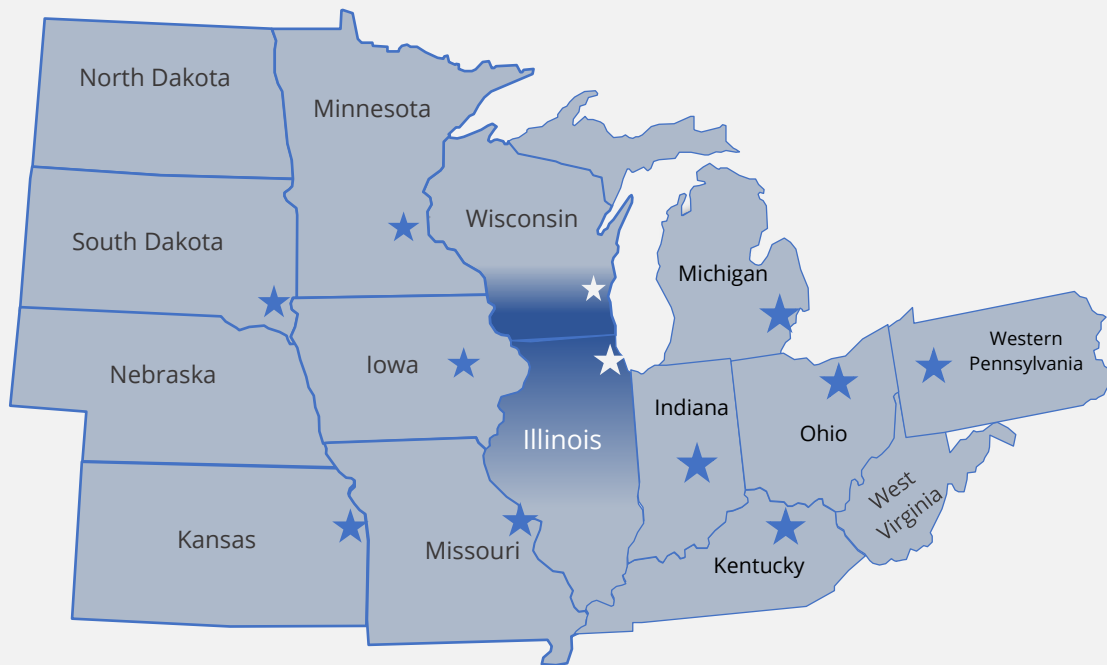 North Dakota
Minnesota
Wisconsin
South Dakota
Michigan
Western
Pennsylvania
Iowa
Nebraska
Indiana
Ohio
Illinois
West
Virginia
Kansas
Missouri
Kentucky